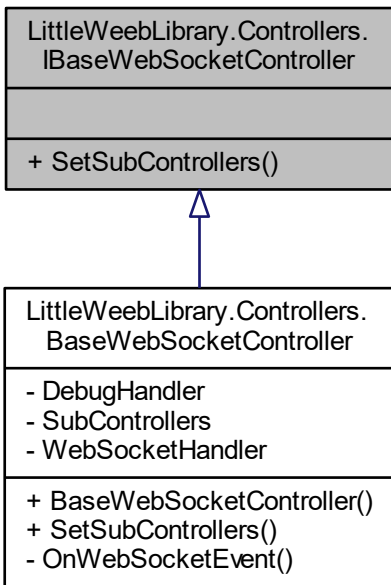 LittleWeebLibrary.Controllers.
IBaseWebSocketController
+ SetSubControllers()
LittleWeebLibrary.Controllers.
BaseWebSocketController
- DebugHandler
- SubControllers
- WebSocketHandler
+ BaseWebSocketController()
+ SetSubControllers()
- OnWebSocketEvent()